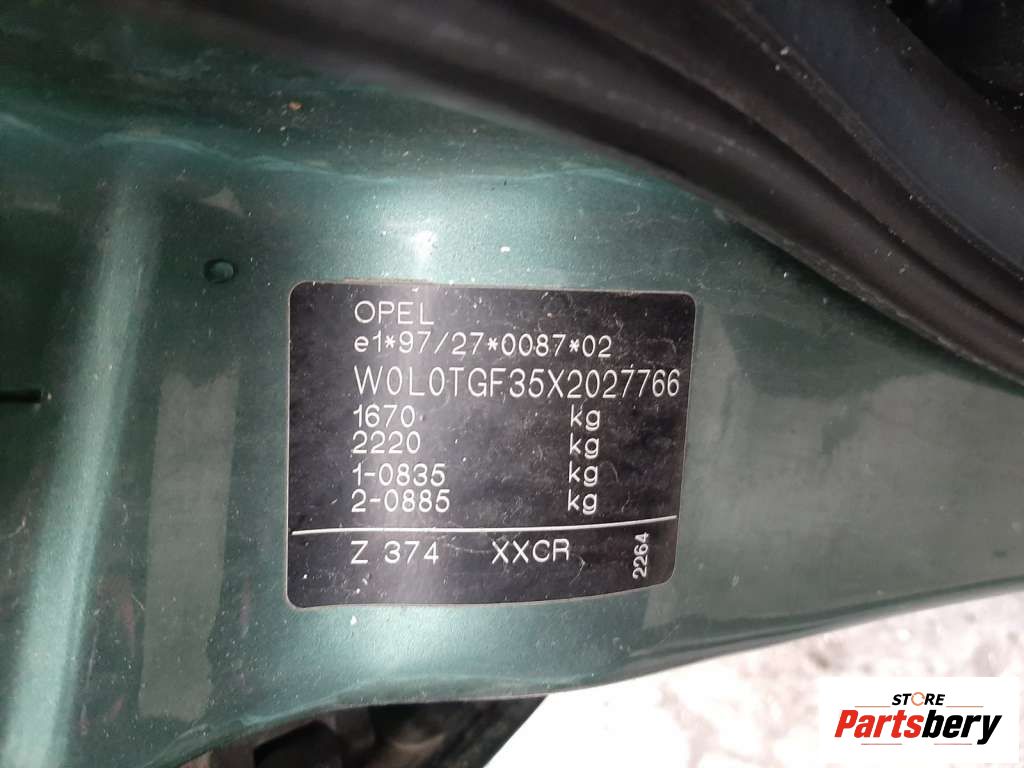 OPEL
e1*97/27*0087*02
W0L0TGF35X2027766
1670 kg
2220 kg
1-0835 kg
2-0885 kg
Z 374 XXCR 2264
STORE
Partsbery